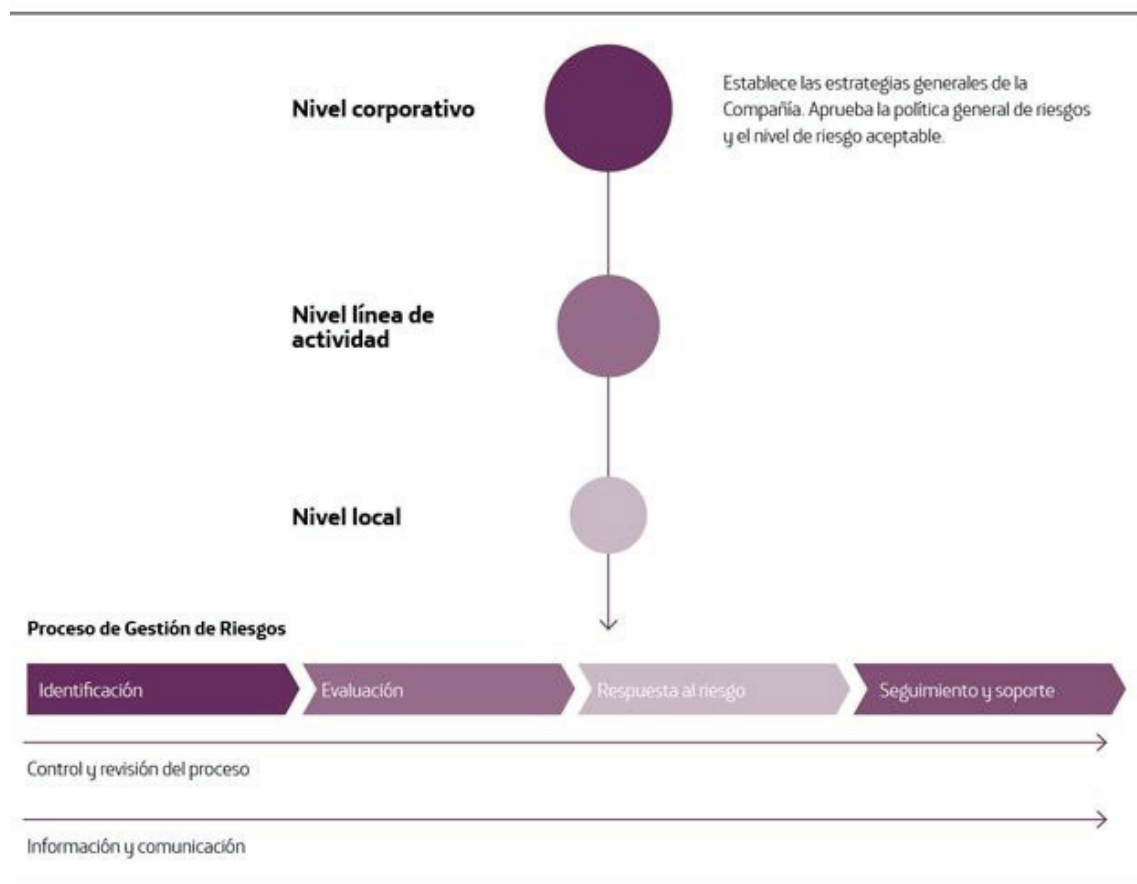 Nivel corporativo
Establece las estrategias generales de la
Compañía. Aprueba la política general de riesgos
y el nivel de riesgo aceptable.
Nivel línea de
actividad
Nivel local
Proceso de Gestión de Riesgos
Identificación
Evaluación
Respuesta al riesgo
Seguimiento y soporte
Control y revisión del proceso
Información y comunicación